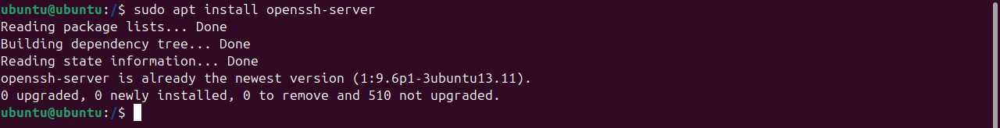 ubuntu@ubuntu:/$ sudo apt install openssh-server
Reading package lists... Done
Building dependency tree... Done
Reading state information... Done
openssh-server is already the newest version (1:9.6p1-3ubuntu13.11).
0 upgraded, 0 newly installed, 0 to remove and 510 not upgraded.
ubuntu@ubuntu:/$